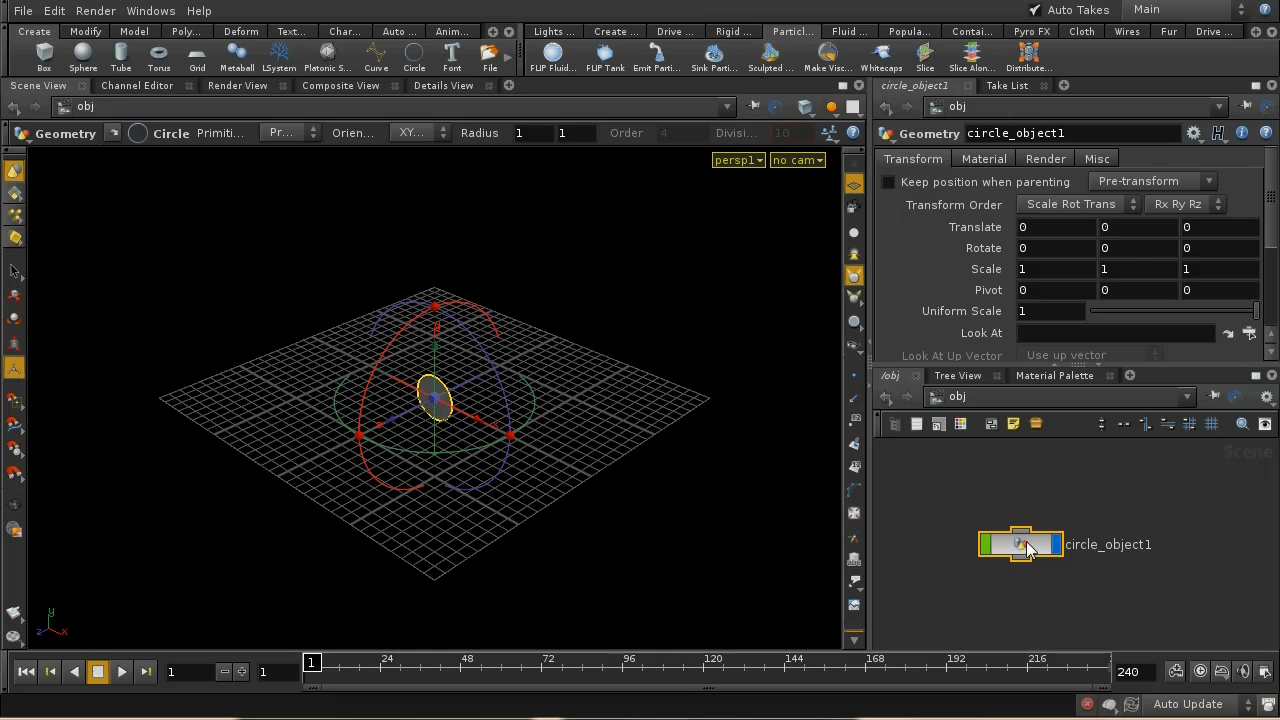 File Edit Render Windows Help Auto Takes Main
Create Modify Model Poly... Deform Text... Char... Auto ... Anim... Lights ... Create ... Drive ... Rigid ... Particl... Fluid ... Popula... Contai... Pyro FX Cloth Wires Fur Drive ...
Box Sphere Tube Torus Grid Metaball LSystem Platonic S... Curve Circle Font File FLIP Fluid... FLIP Tank Emit Parti... Sink Parti... Sculpted ... Make Visc... Whitecaps Slice Slice Alon... Distribute...
Scene View Channel Editor Render View Composite View Details View circle_object1 Take List
obj obj
Geometry Circle Primiti... Pr... Orien... XY... Radius 1 1 Order 4 Divisi... 10 Geometry circle_object1
persp1 no cam Transform Material Render Misc
Keep position when parenting Pre-transform
Transform Order Scale Rot Trans Rx Ry Rz
Translate 0 0 0
Rotate 0 0 0
Scale 1 1 1
Pivot 0 0 0
Uniform Scale 1
Look At
Look At Up Vector Use up vector
/obj Tree View Material Palette
obj
Scene
circle_object1
y
z x
1 1 1 24 48 72 96 120 144 168 192 216 240
Auto Update